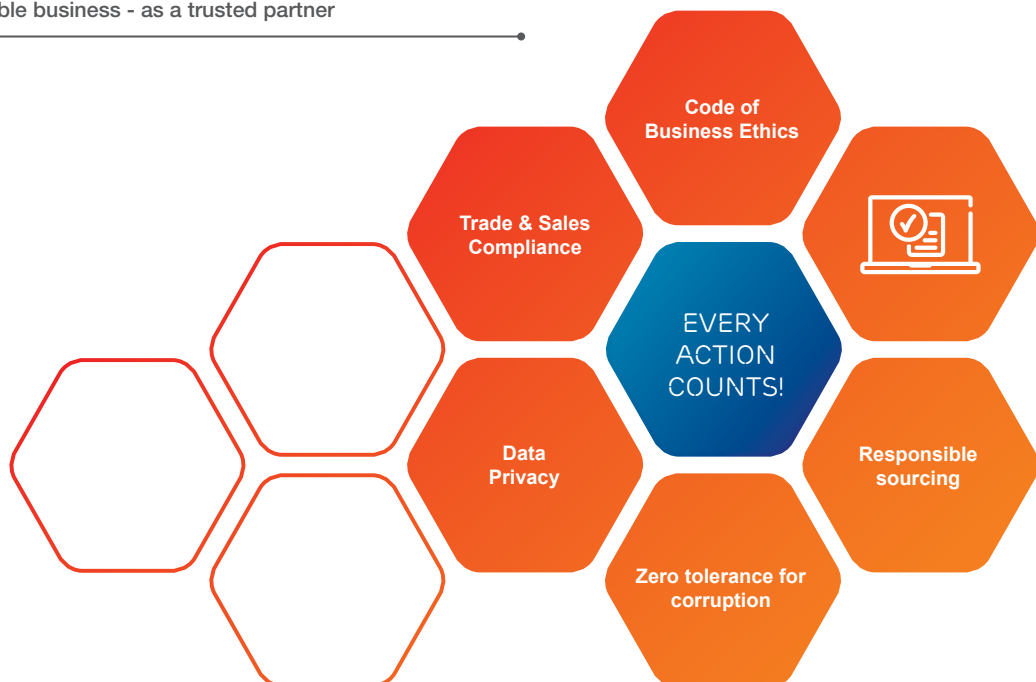 ble business - as a trusted partner
Code of
Business Ethics
Trade & Sales
Compliance
EVERY
ACTION
COUNTS!
Data
Privacy
Responsible
sourcing
Zero tolerance for
corruption